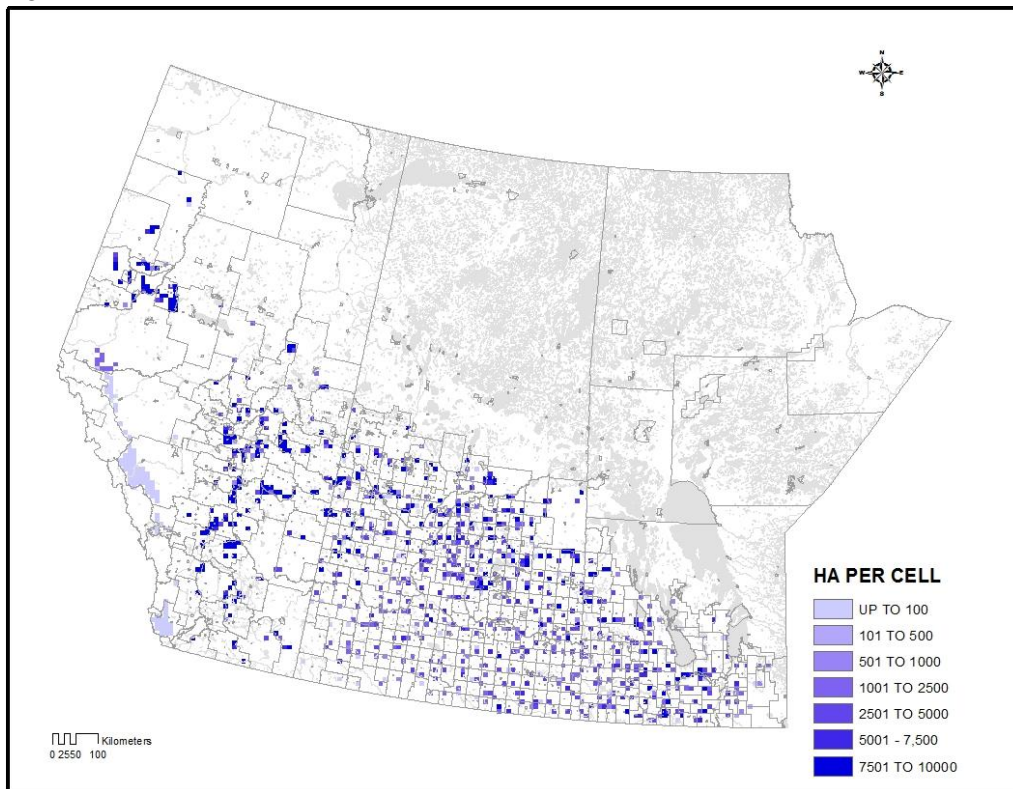 N
W E
S
HA PER CELL
UP TO 100
101 TO 500
501 TO 1000
1001 TO 2500
2501 TO 5000
5001 - 7,500
7501 TO 10000
Kilometers
0 2550 100